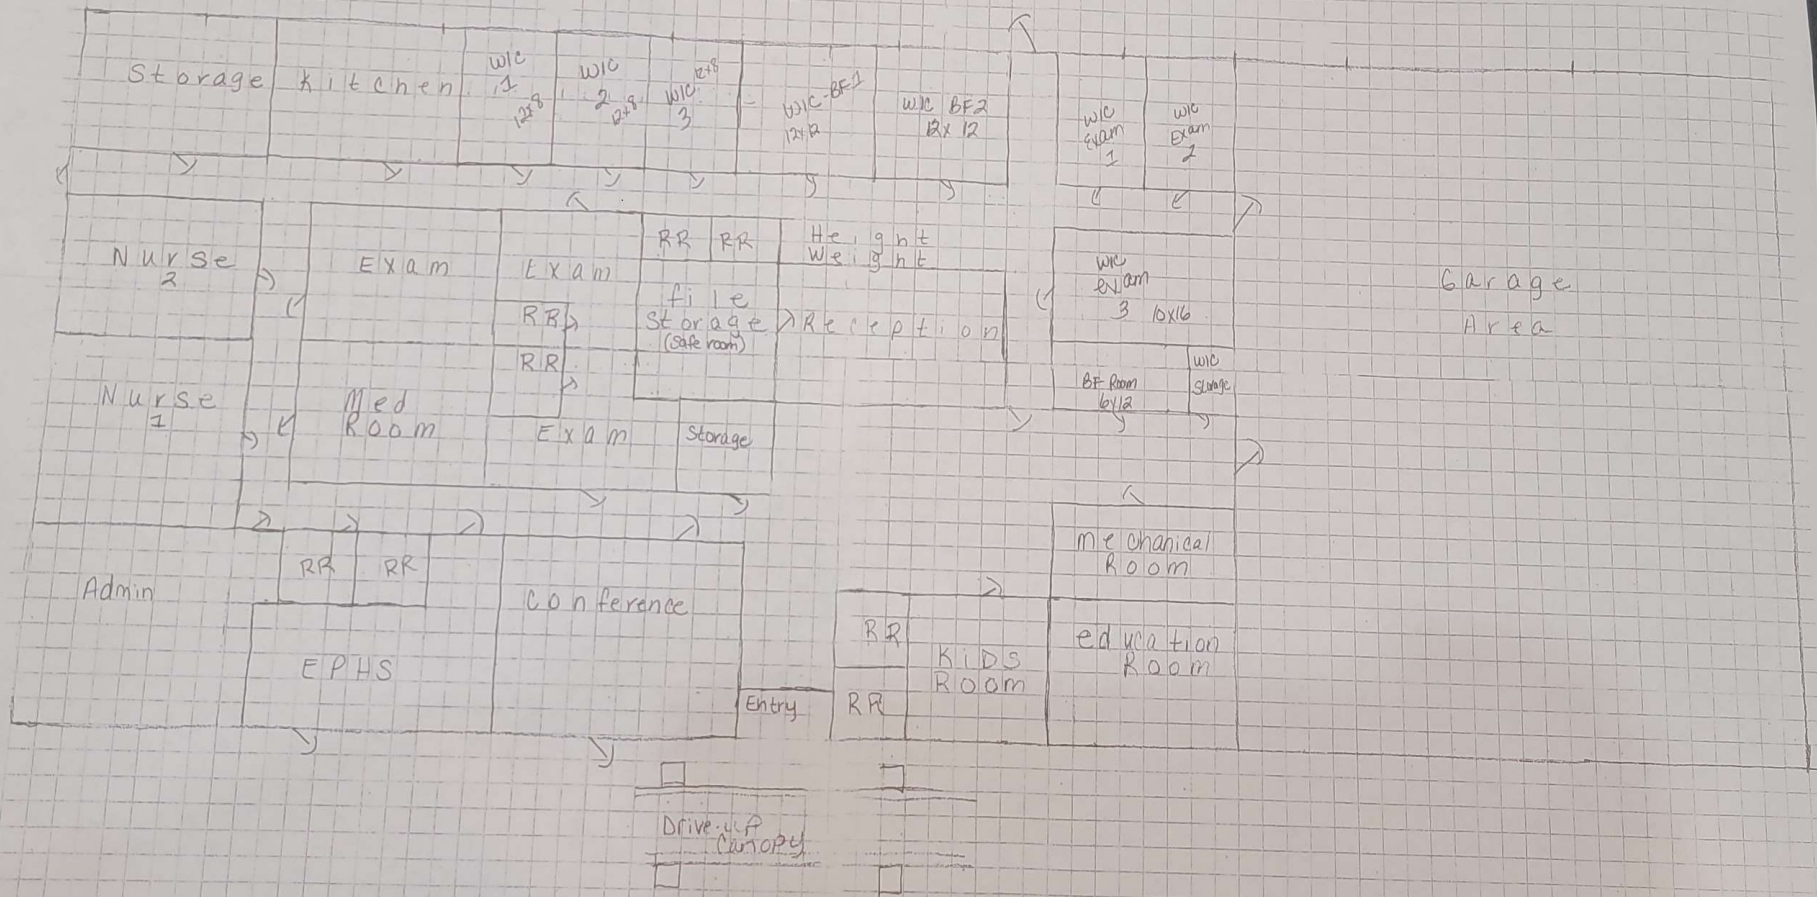 Storage
Kitchen
WIC
1
12x8
WIC
2
12x8
12x8
WIC
3
WIC-BF1
12x12
WIC BF2
12x12
WIC
Exam
1
WIC
Exam
2
Nurse
2
Exam
Exam
RR
RR
Height
Weight
WIC
exam
3 10x16
Garage
Area
RR
file
Storage
(safe room)
Reception
RR
Nurse
1
Med
Room
Exam
Storage
BF Room
6x12
WIC
Storage
Admin
RR
RR
Conference
mechanical
Room
EPHS
RR
KiDS
Room
education
Room
Entry
RR
Drive-up
Canopy